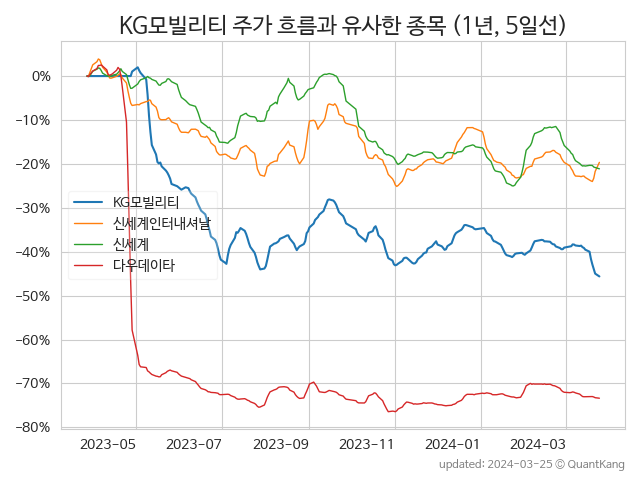 KG모빌리티 주가 흐름과 유사한 종목 (1년, 5일선)
0%
−10%
−20%
−30%
−40%
−50%
−60%
−70%
−80%
KG모빌리티
신세계인터내셔날
신세계
다우데이타
2023-05 2023-07 2023-09 2023-11 2024-01 2024-03
updated: 2024-03-25 © QuantKang